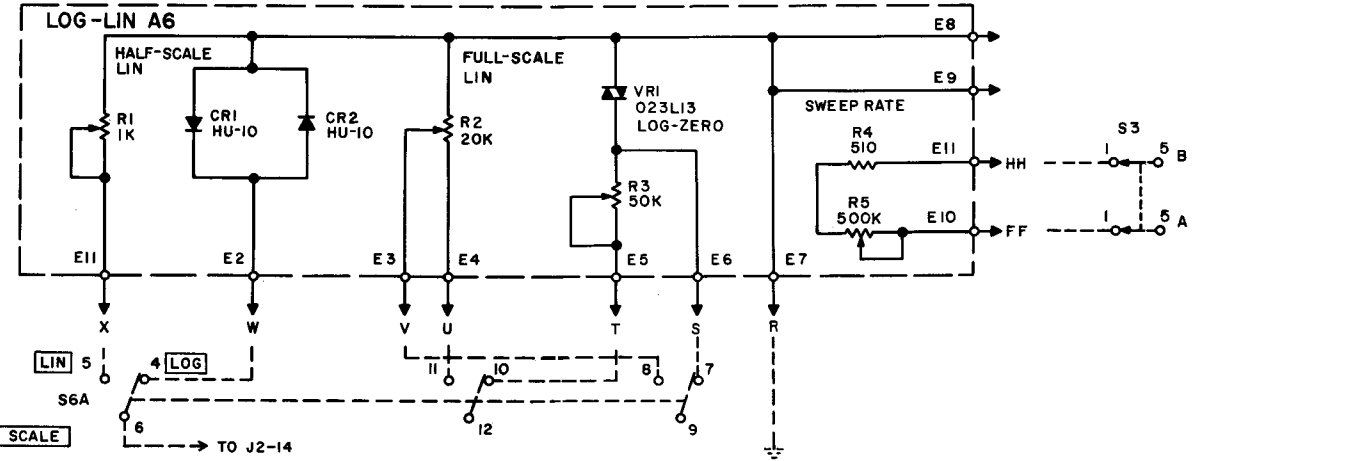 LOG-LIN A6
E8
HALF-SCALE
LIN
FULL-SCALE
LIN
E9
VR1
023L13
LOG-ZERO
SWEEP RATE
R1
1K
CR1
HU-10
CR2
HU-10
R2
20K
R4
510
E11
HH
S3
1
5
B
R3
50K
R5
500K
E10
FF
1
5
A
E11
E2
E3
E4
E5
E6
E7
X
W
V
U
T
S
R
LIN
5
4
LOG
11
10
8
7
S6A
6
12
9
SCALE
TO J2-14